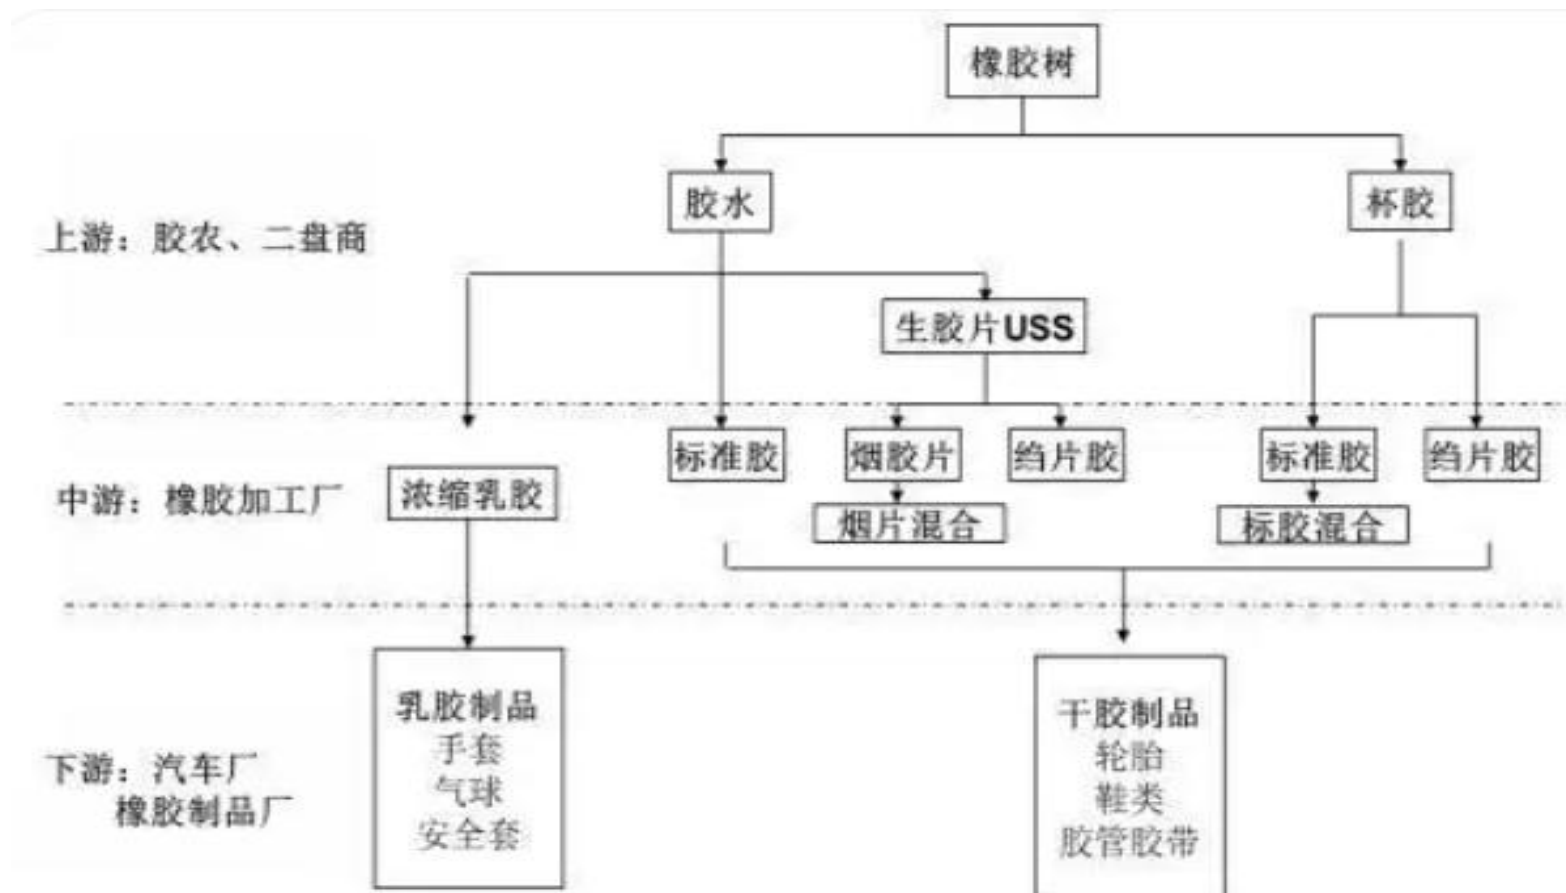 橡胶树
胶水
杯胶
上游：胶农、二盘商
生胶片USS
标准胶
烟胶片
绉片胶
标准胶
绉片胶
中游：橡胶加工厂
浓缩乳胶
烟片混合
标胶混合
乳胶制品
手套
气球
安全套
干胶制品
轮胎
鞋类
胶管胶带
下游：汽车厂
橡胶制品厂